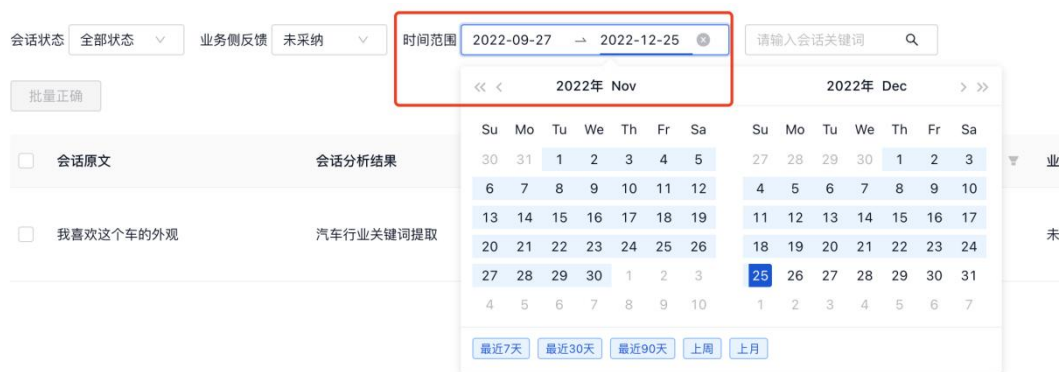 会话状态 全部状态 业务侧反馈 未采纳 时间范围 2022-09-27 → 2022-12-25 请输入会话关键词
批量正确
2022年 Nov 2022年 Dec
Su Mo Tu We Th Fr Sa Su Mo Tu We Th Fr Sa
会话原文 会话分析结果 30 31 1 2 3 4 5 27 28 29 30 1 2 3 业
6 7 8 9 10 11 12 4 5 6 7 8 9 10
13 14 15 16 17 18 19 11 12 13 14 15 16 17
我喜欢这个车的外观 汽车行业关键词提取 未
20 21 22 23 24 25 26 18 19 20 21 22 23 24
27 28 29 30 1 2 3 25 26 27 28 29 30 31
4 5 6 7 8 9 10 1 2 3 4 5 6 7
最近7天 最近30天 最近90天 上周 上月